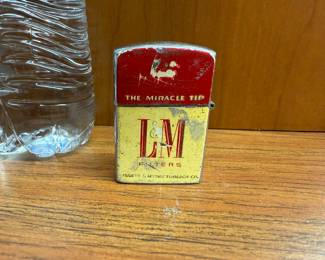 THE MIRACLE TIP
L&M
FILTERS
LIGGETT & MYERS TOBACCO CO.